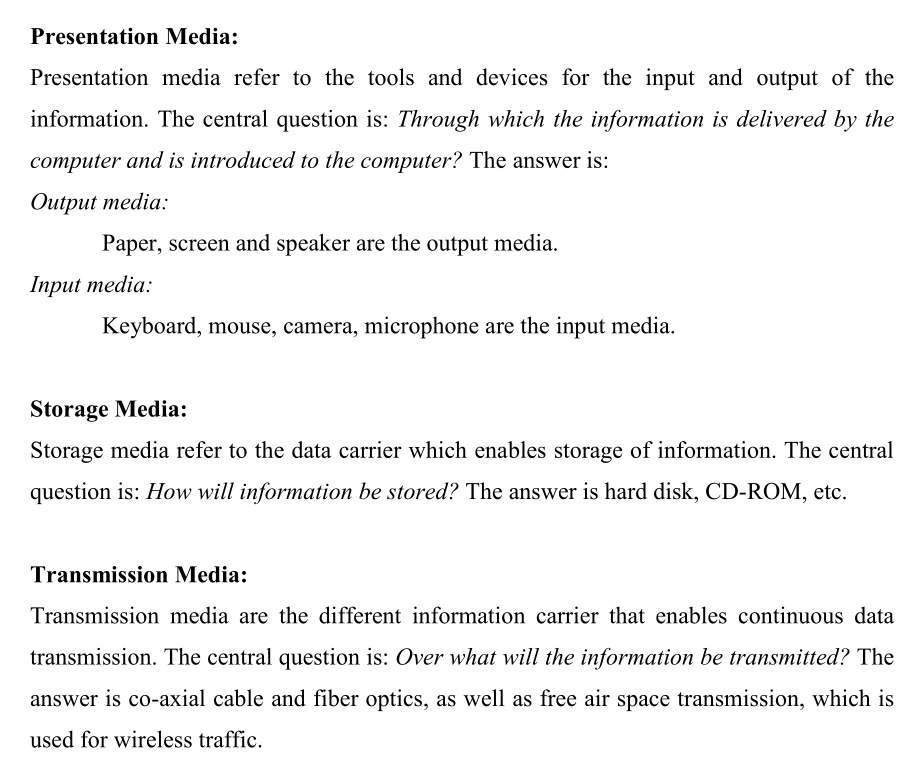 Presentation Media:
Presentation media refer to the tools and devices for the input and output of the
information. The central question is: Through which the information is delivered by the
computer and is introduced to the computer? The answer is:
Output media:
Paper, screen and speaker are the output media.
Input media:
Keyboard, mouse, camera, microphone are the input media.
Storage Media:
Storage media refer to the data carrier which enables storage of information. The central
question is: How will information be stored? The answer is hard disk, CD-ROM, etc.
Transmission Media:
Transmission media are the different information carrier that enables continuous data
transmission. The central question is: Over what will the information be transmitted? The
answer is co-axial cable and fiber optics, as well as free air space transmission, which is
used for wireless traffic.